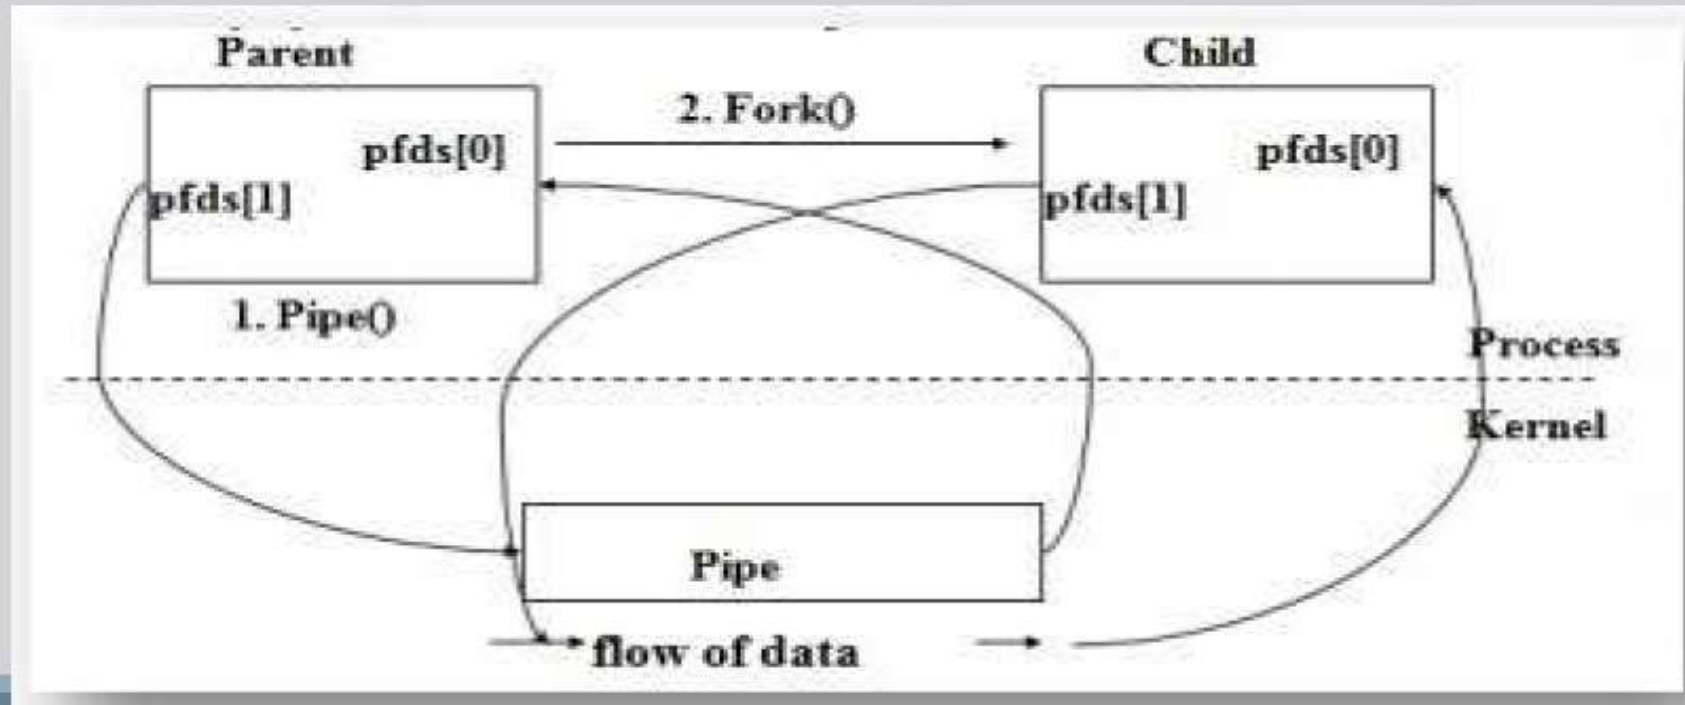 Parent
Child
2. Fork()
pfds[0]
pfds[0]
pfds[1]
pfds[1]
1. Pipe()
Process
Kernel
Pipe
flow of data